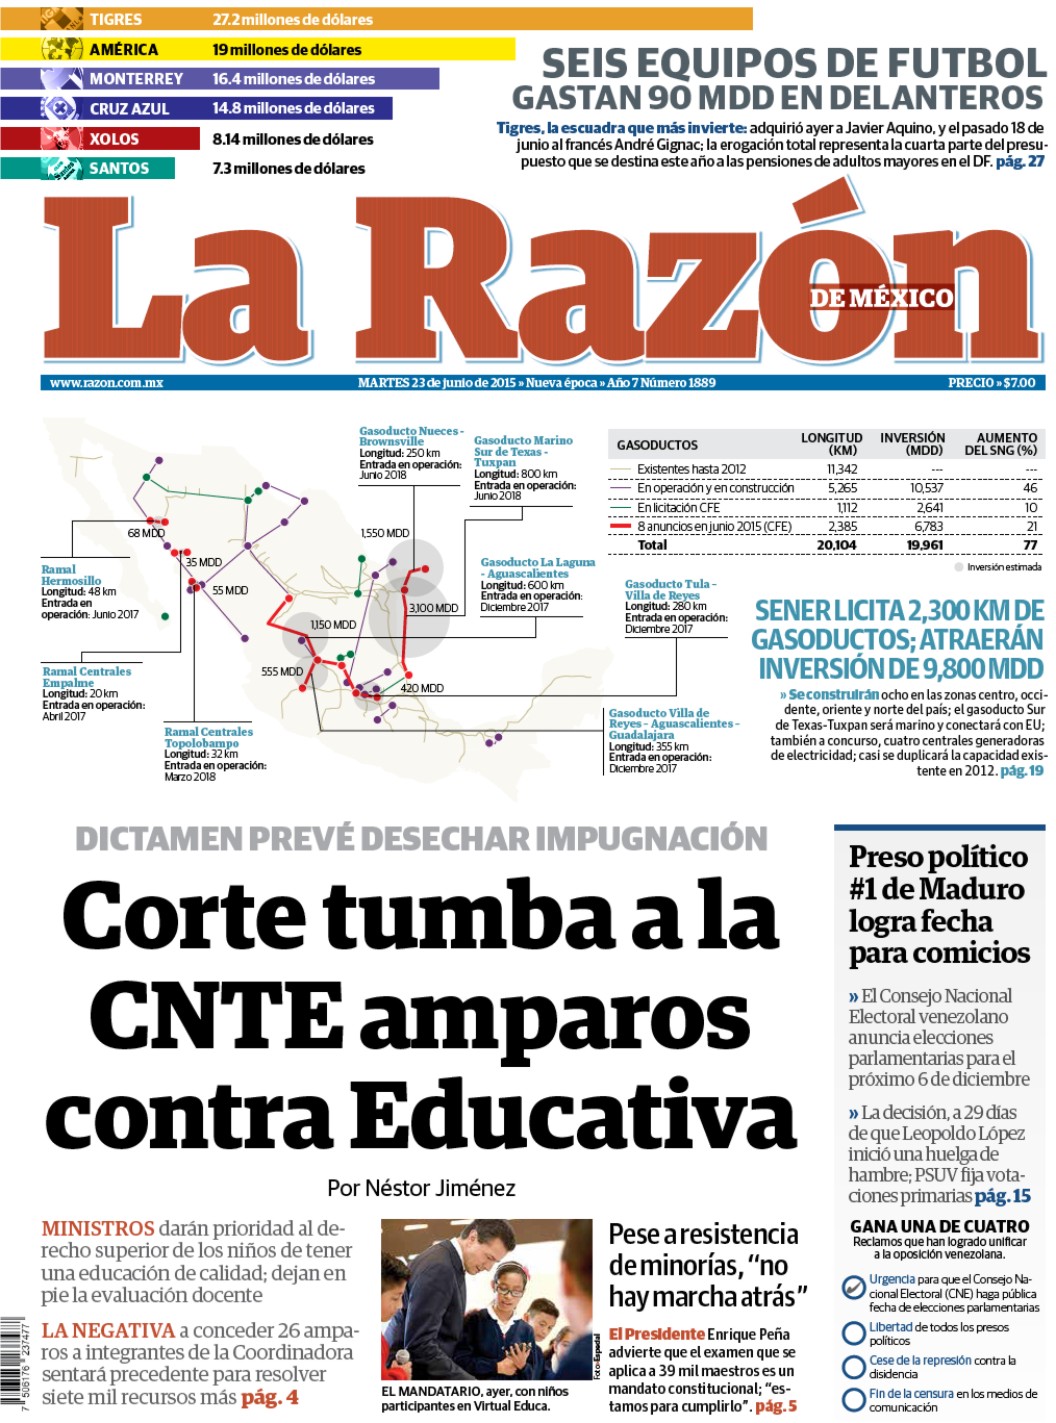 TIGRES 27.2 millones de dólares
AMÉRICA 19 millones de dólares
MONTERREY 16.4 millones de dólares
CRUZ AZUL 14.8 millones de dólares
XOLOS 8.14 millones de dólares
SANTOS 7.3 millones de dólares
SEIS EQUIPOS DE FUTBOL
GASTAN 90 MDD EN DELANTEROS
Tigres, la escuadra que más invierte: adquirió ayer a Javier Aquino, y el pasado 18 de
junio al francés André Gignac; la erogación total representa la cuarta parte del presu-
puesto que se destina este año a las pensiones de adultos mayores en el DF. pág. 27
La Razón
DE MÉXICO
www.razon.com.mx MARTES 23 de junio de 2015 » Nueva época » Año 7 Número 1889 PRECIO » $7.00
Gasoducto Nueces -
Brownsville
Longitud: 250 km
Entrada en operación:
Junio 2018
Gasoducto Marino
Sur de Texas -
Tuxpan
Longitud: 800 km
Entrada en operación:
Junio 2018
Gasoducto La Laguna
- Aguascalientes
Longitud: 600 km
Entrada en operación:
Diciembre 2017
Gasoducto Tula –
Villa de Reyes
Longitud: 280 km
Entrada en operación:
Diciembre 2017
Gasoducto Villa de
Reyes – Aguascalientes –
Guadalajara
Longitud: 355 km
Entrada en operación:
Diciembre 2017
Ramal
Hermosillo
Longitud: 48 km
Entrada en
operación: Junio 2017
Ramal Centrales
Empalme
Longitud: 20 km
Entrada en operación:
Abril 2017
Ramal Centrales
Topolobampo
Longitud: 32 km
Entrada en operación:
Marzo 2018
68 MDD
35 MDD
55 MDD
1,550 MDD
3,100 MDD
1,150 MDD
555 MDD
420 MDD
GASODUCTOS LONGITUD (KM) INVERSIÓN (MDD) AUMENTO DEL SNG (%)
Existentes hasta 2012 11,342 --- ---
En operación y en construcción 5,265 10,537 46
En licitación CFE 1,112 2,641 10
8 anuncios en junio 2015 (CFE) 2,385 6,783 21
Total 20,104 19,961 77
Inversión estimada
SENER LICITA 2,300 KM DE
GASODUCTOS; ATRAERÁN
INVERSIÓN DE 9,800 MDD
» Se construirán ocho en las zonas centro, occi-
dente, oriente y norte del país; el gasoducto Sur
de Texas-Tuxpan será marino y conectará con EU;
también a concurso, cuatro centrales generadoras
de electricidad; casi se duplicará la capacidad exis-
tente en 2012. pág. 19
DICTAMEN PREVÉ DESECHAR IMPUGNACIÓN
Corte tumba a la
CNTE amparos
contra Educativa
Por Néstor Jiménez
MINISTROS darán prioridad al de-
recho superior de los niños de tener
una educación de calidad; dejan en
pie la evaluación docente
LA NEGATIVA a conceder 26 ampa-
ros a integrantes de la Coordinadora
sentará precedente para resolver
siete mil recursos más pág. 4
7 506176 237477
Foto›Especial
EL MANDATARIO, ayer, con niños
participantes en Virtual Educa.
Pese a resistencia
de minorías, “no
hay marcha atrás”
El Presidente Enrique Peña
advierte que el examen que se
aplica a 39 mil maestros es un
mandato constitucional; “es-
tamos para cumplirlo”. pág. 5
Preso político
#1 de Maduro
logra fecha
para comicios
» El Consejo Nacional
Electoral venezolano
anuncia elecciones
parlamentarias para el
próximo 6 de diciembre
» La decisión, a 29 días
de que Leopoldo López
inició una huelga de
hambre; PSUV fija vota-
ciones primarias pág. 15
GANA UNA DE CUATRO
Reclamos que han logrado unificar
a la oposición venezolana.
Urgencia para que el Consejo Na-
cional Electoral (CNE) haga pública
fecha de elecciones parlamentarias
Libertad de todos los presos
políticos
Cese de la represión contra la
disidencia
Fin de la censura en los medios de
comunicación